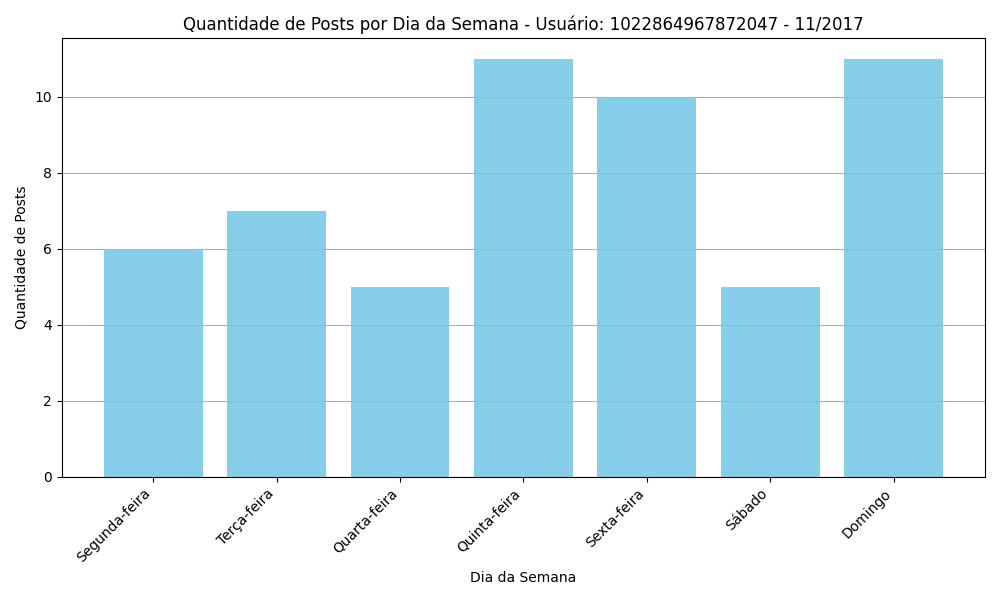 Quantidade de Posts por Dia da Semana - Usuário: 1022864967872047 - 11/2017
Quantidade de Posts
10
8
6
4
2
0
Segunda-feira
Terça-feira
Quarta-feira
Quinta-feira
Sexta-feira
Sábado
Domingo
Dia da Semana